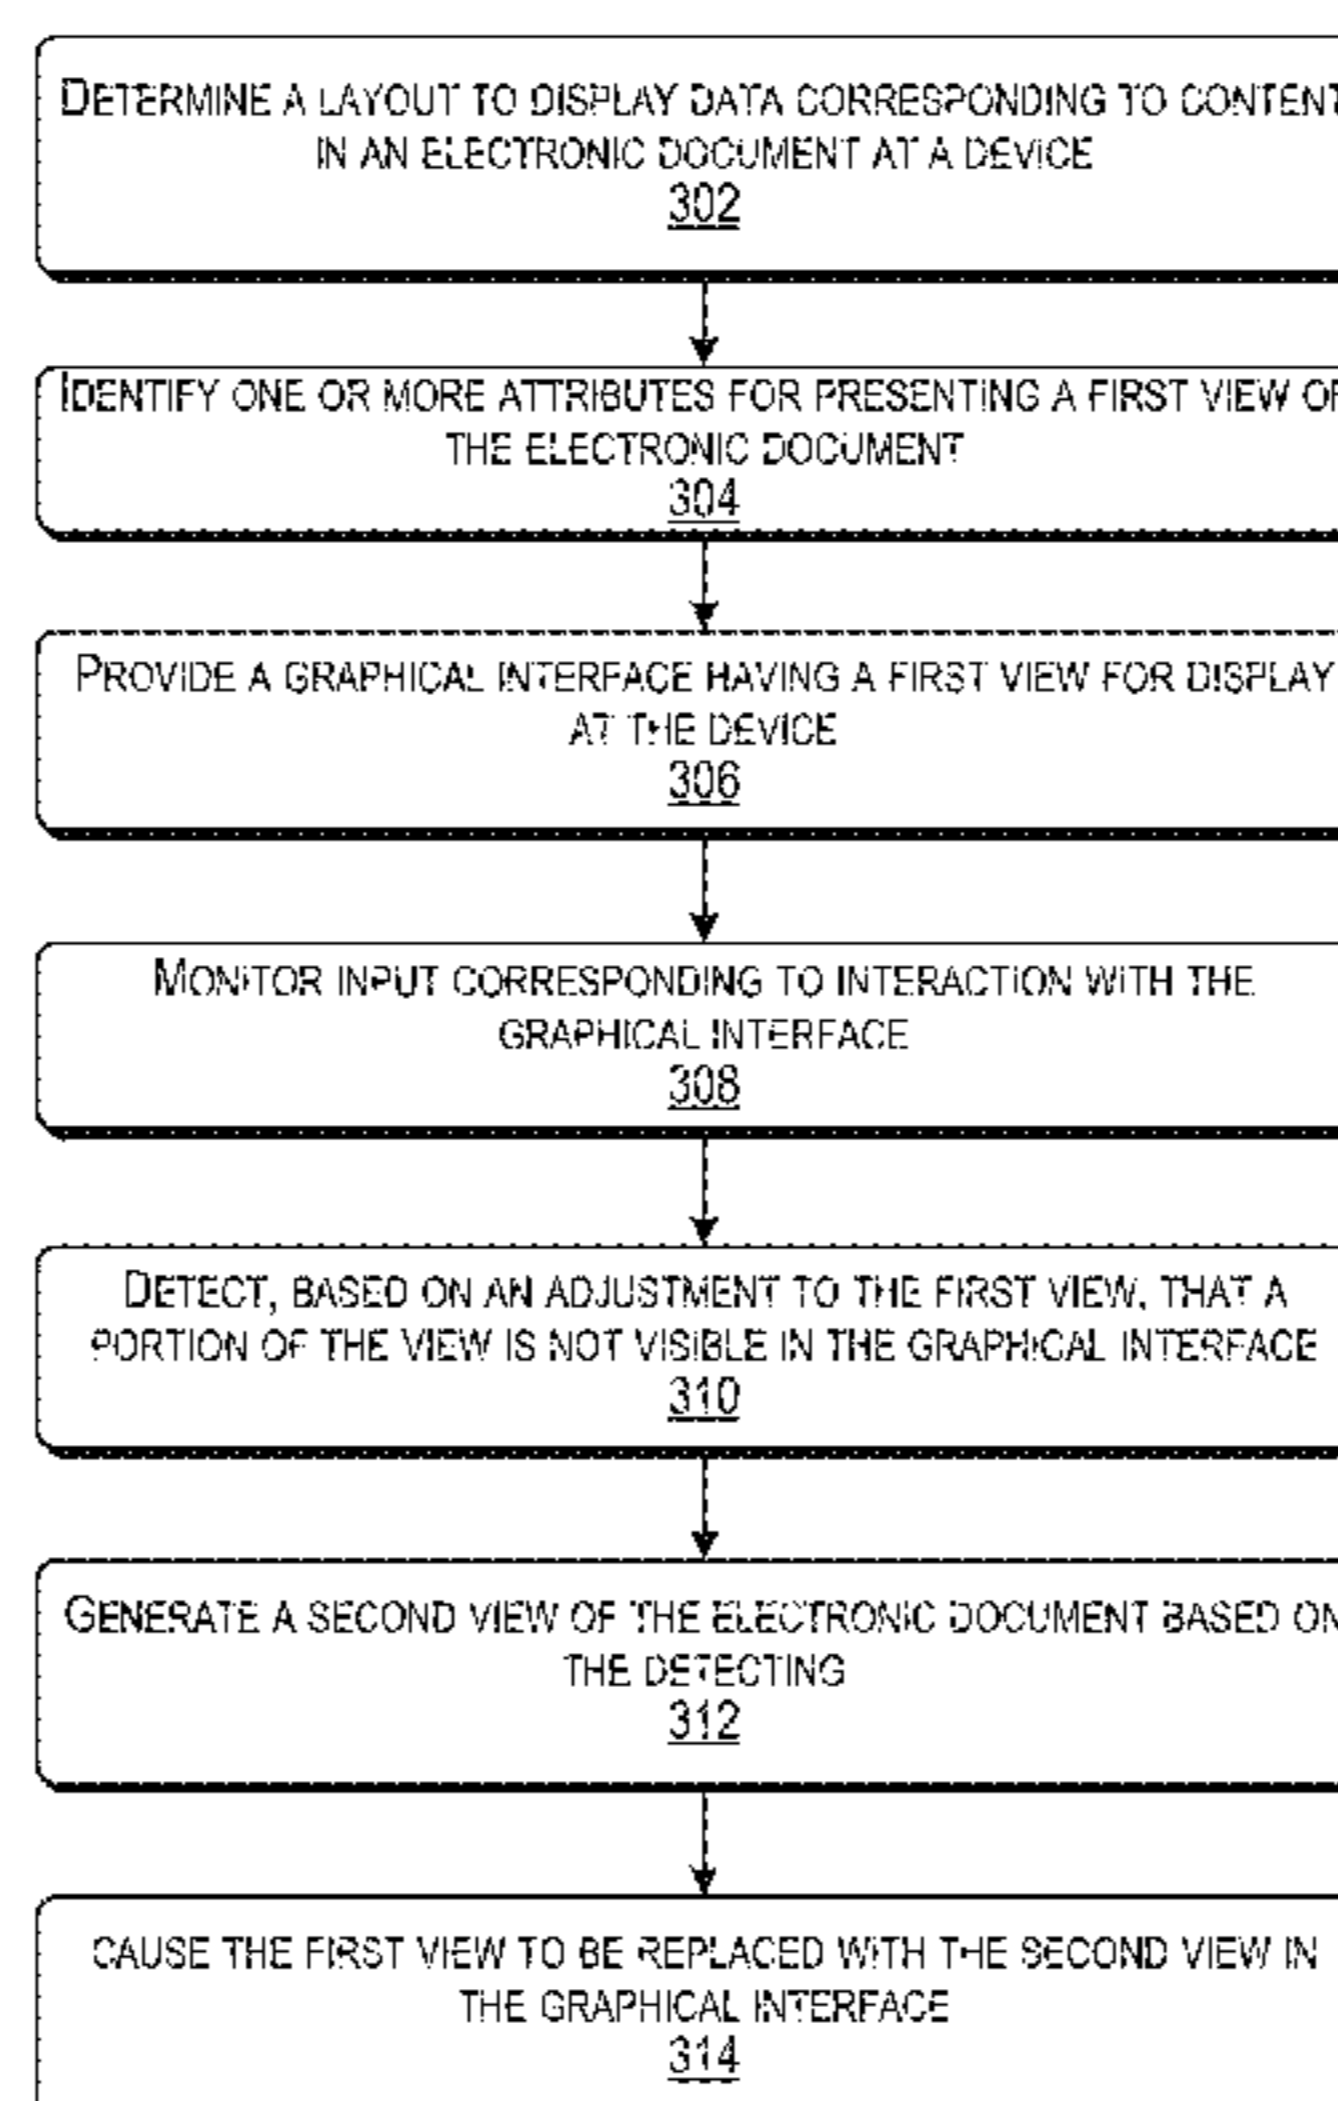 DETERMINE A LAYOUT TO DISPLAY DATA CORRESPONDING TO CONTENT
IN AN ELECTRONIC DOCUMENT AT A DEVICE
302
IDENTIFY ONE OR MORE ATTRIBUTES FOR PRESENTING A FIRST VIEW OF
THE ELECTRONIC DOCUMENT
304
PROVIDE A GRAPHICAL INTERFACE HAVING A FIRST VIEW FOR DISPLAY
AT THE DEVICE
306
MONITOR INPUT CORRESPONDING TO INTERACTION WITH THE
GRAPHICAL INTERFACE
308
DETECT, BASED ON AN ADJUSTMENT TO THE FIRST VIEW, THAT A
PORTION OF THE VIEW IS NOT VISIBLE IN THE GRAPHICAL INTERFACE
310
GENERATE A SECOND VIEW OF THE ELECTRONIC DOCUMENT BASED ON
THE DETECTING
312
CAUSE THE FIRST VIEW TO BE REPLACED WITH THE SECOND VIEW IN
THE GRAPHICAL INTERFACE
314